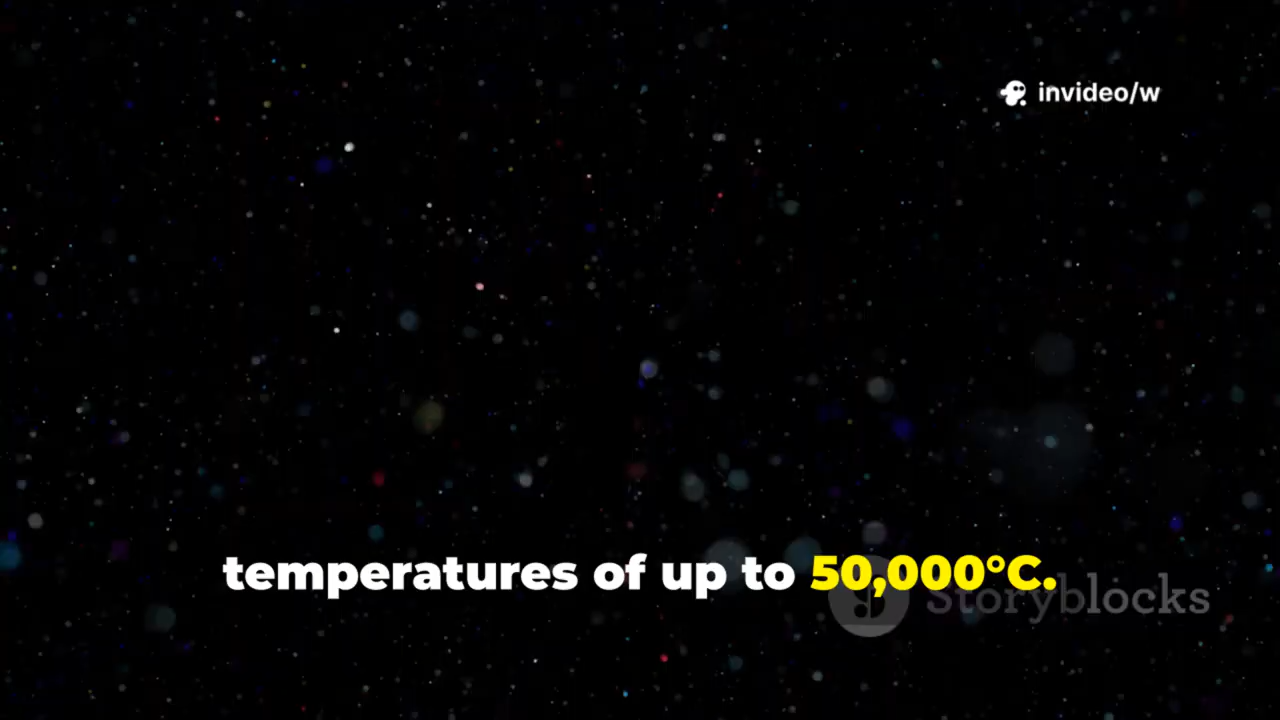 invideo/w
temperatures of up to 50,000°C.
Storyblocks